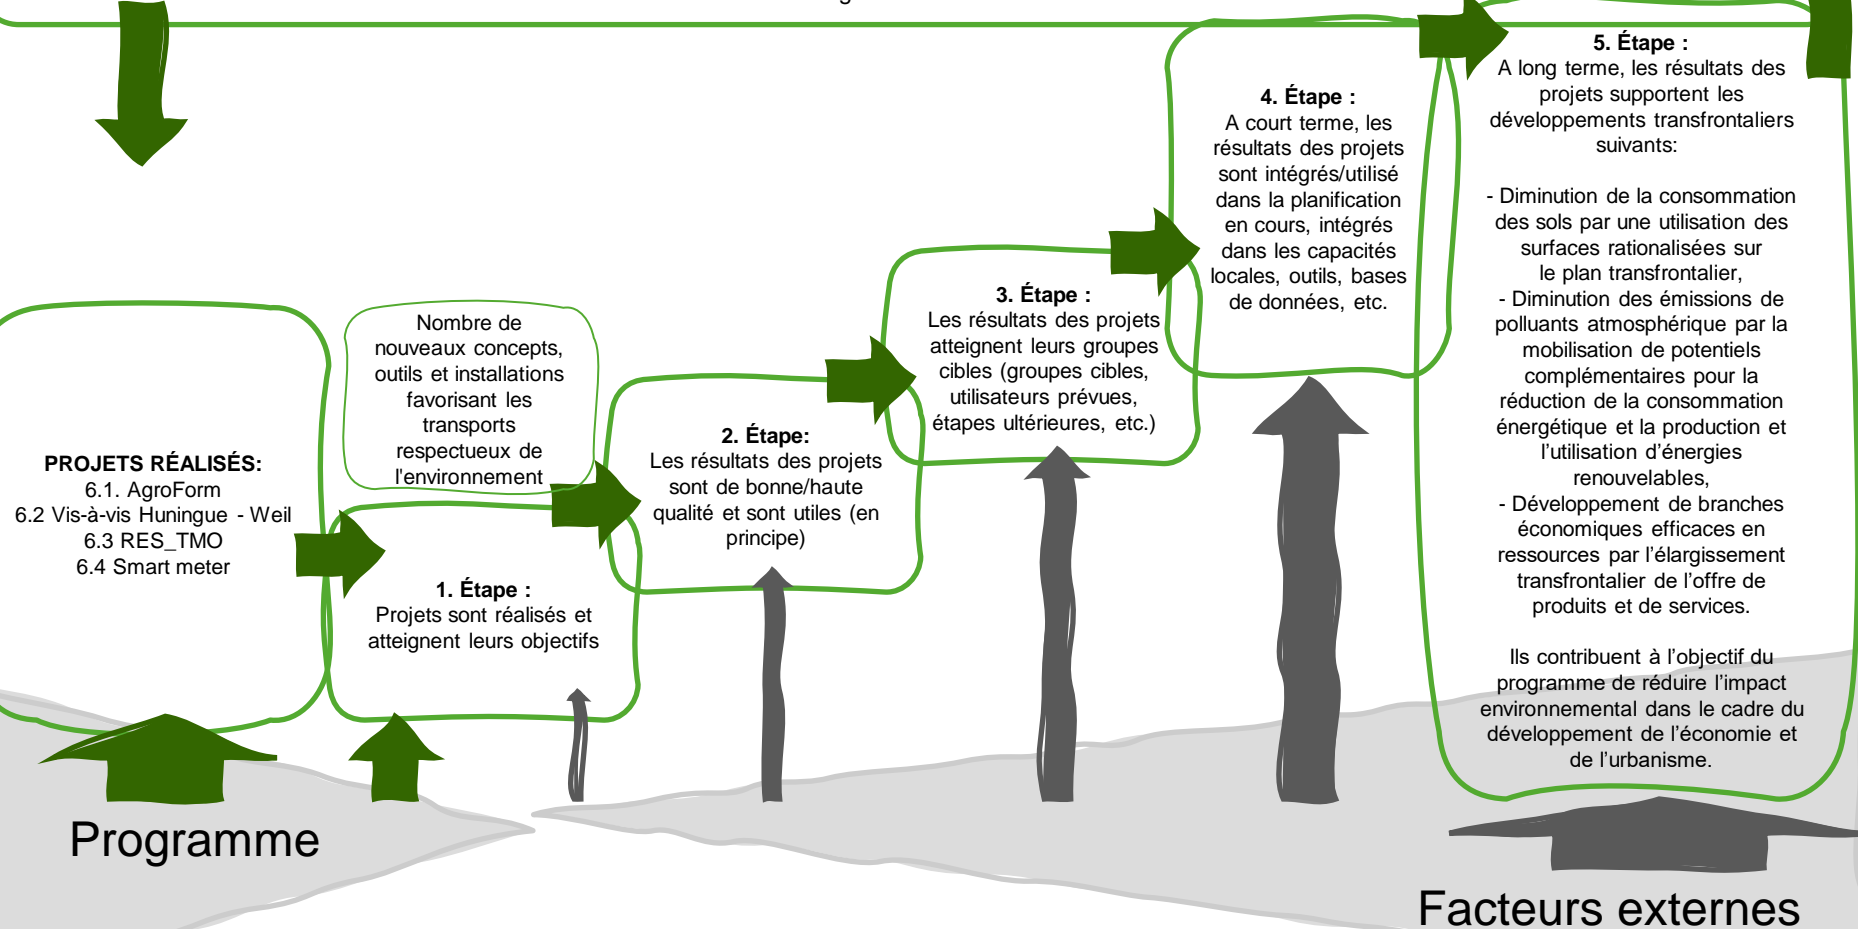 PROJETS RÉALISÉS:
6.1. AgroForm
6.2 Vis-à-vis Huningue - Weil
6.3 RES_TMO
6.4 Smart meter
Nombre de
nouveaux concepts,
outils et installations
favorisant les
transports
respectueux de
l'environnement
1. Étape :
Projets sont réalisés et
atteignent leurs objectifs
2. Étape:
Les résultats des projets
sont de bonne/haute
qualité et sont utiles (en
principe)
3. Étape :
Les résultats des projets
atteignent leurs groupes
cibles (groupes cibles,
utilisateurs prévues,
étapes ultérieures, etc.)
4. Étape :
A court terme, les
résultats des projets
sont intégrés/utilisé
dans la planification
en cours, intégrés
dans les capacités
locales, outils, bases
de données, etc.
5. Étape :
A long terme, les résultats des
projets supportent les
développements transfrontaliers
suivants:
- Diminution de la consommation
des sols par une utilisation des
surfaces rationalisées sur
le plan transfrontalier,
- Diminution des émissions de
polluants atmosphérique par la
mobilisation de potentiels
complémentaires pour la
réduction de la consommation
énergétique et la production et
l’utilisation d’énergies
renouvelables,
- Développement de branches
économiques efficaces en
ressources par l’élargissement
transfrontalier de l’offre de
produits et de services.
Ils contribuent à l’objectif du
programme de réduire l’impact
environnemental dans le cadre du
développement de l’économie et
de l’urbanisme.
Programme
Facteurs externes